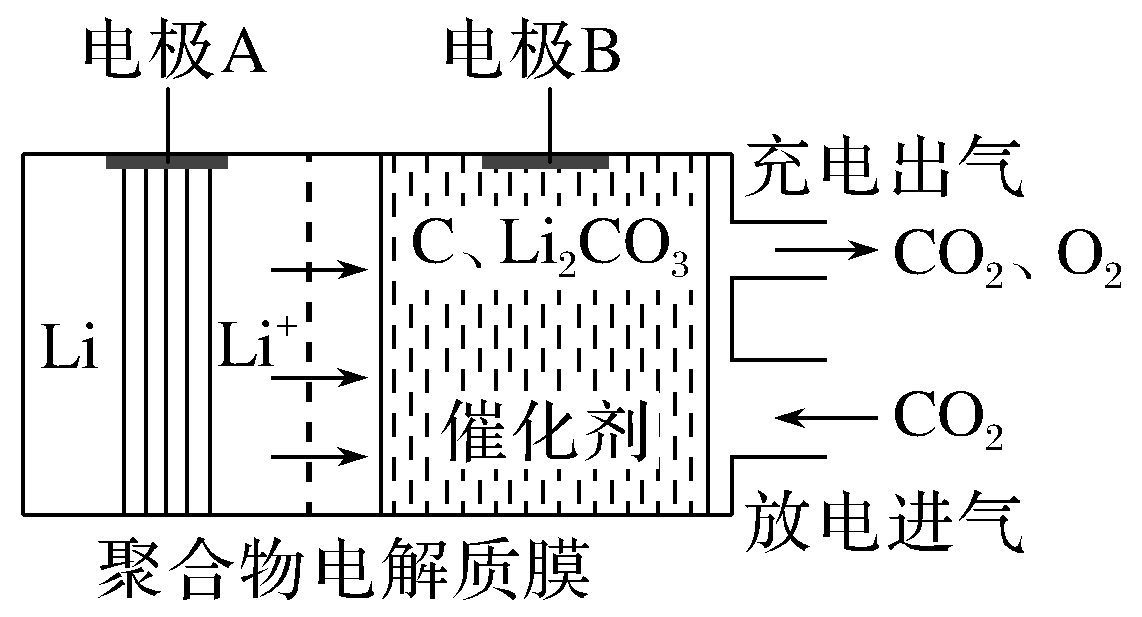 电极A
电极B
充电出气
C、Li₂CO₃
CO₂、O₂
Li
Li⁺
催化剂
CO₂
放电进气
聚合物电解质膜